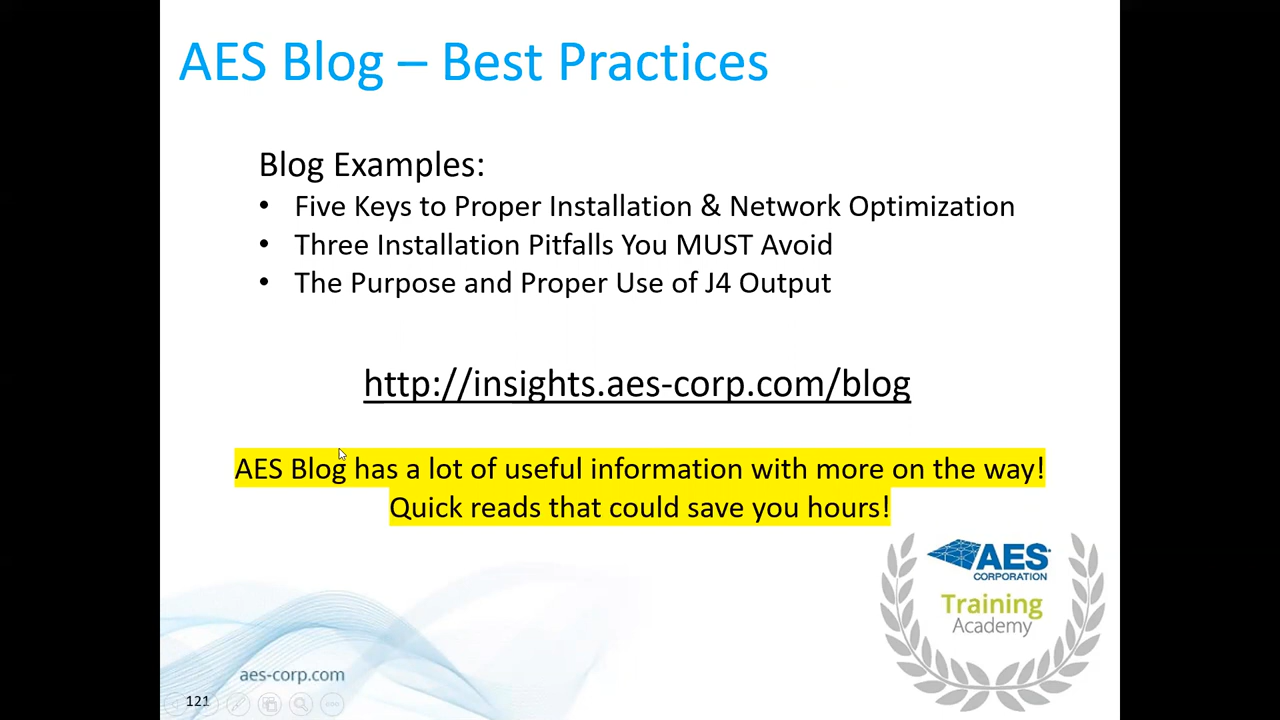 AES Blog – Best Practices
Blog Examples:
• Five Keys to Proper Installation & Network Optimization
• Three Installation Pitfalls You MUST Avoid
• The Purpose and Proper Use of J4 Output
http://insights.aes-corp.com/blog
AES Blog has a lot of useful information with more on the way!
Quick reads that could save you hours!
AES
CORPORATION
Training
Academy
aes-corp.com
121